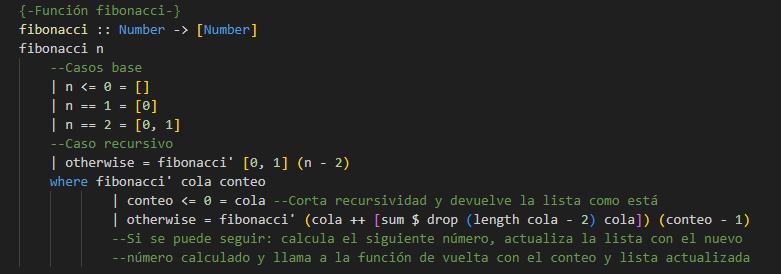 {-Función fibonacci-}
fibonacci :: Number -> [Number]
fibonacci n
    --Casos base
    | n <= 0 = []
    | n == 1 = [0]
    | n == 2 = [0, 1]
    --Caso recursivo
    | otherwise = fibonacci' [0, 1] (n - 2)
    where fibonacci' cola conteo
            | conteo <= 0 = cola --Corta recursividad y devuelve la lista como está
            | otherwise = fibonacci' (cola ++ [sum $ drop (length cola - 2) cola]) (conteo - 1)
            --Si se puede seguir: calcula el siguiente número, actualiza la lista con el nuevo
            --número calculado y llama a la función de vuelta con el conteo y lista actualizada